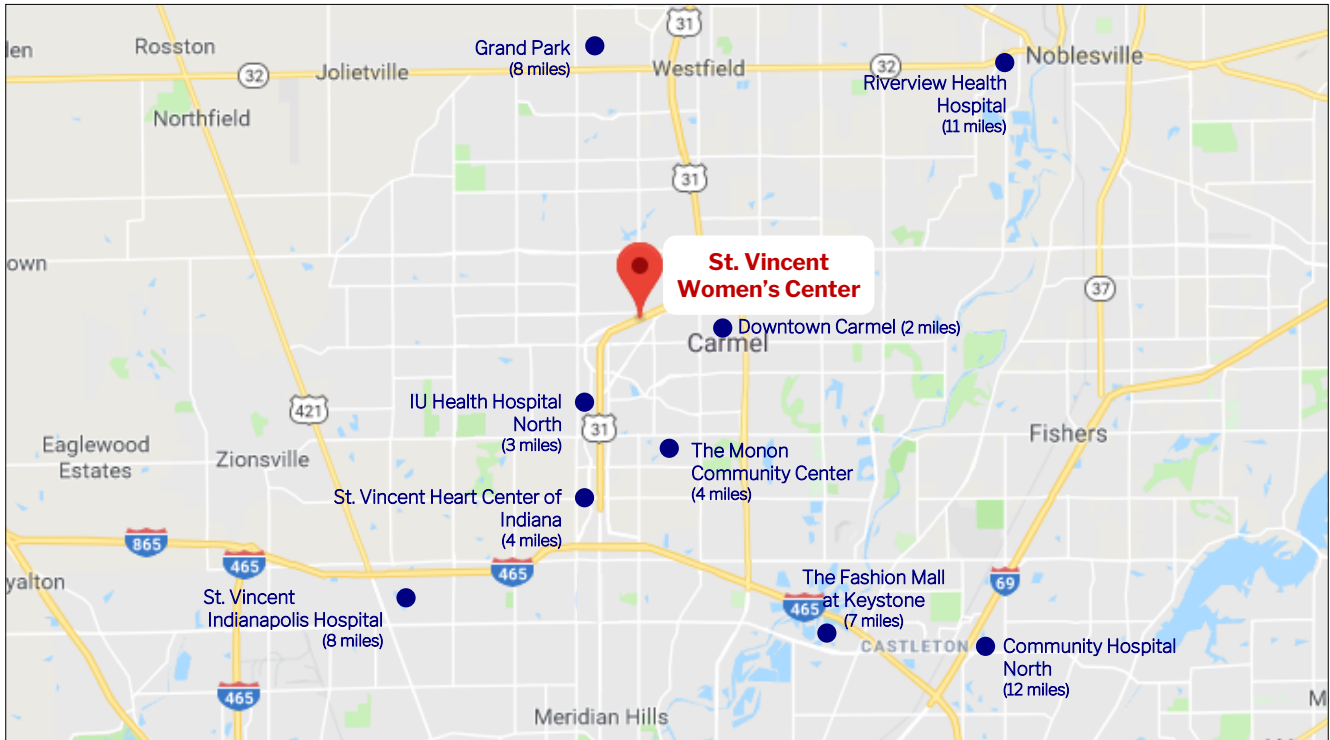 31
len
Rosston
Grand Park
(8 miles)
Jolietville
32
Westfield
32
Noblesville
Riverview Health
Hospital
(11 miles)
Northfield
31
own
St. Vincent
Women's Center
37
Downtown Carmel (2 miles)
Carmel
IU Health Hospital
North
(3 miles)
421
31
Fishers
Eaglewood
Estates
Zionsville
The Monon
Community Center
(4 miles)
St. Vincent Heart Center of
Indiana
(4 miles)
865
465
465
yalton
The Fashion Mall
at Keystone
(7 miles)
465
69
St. Vincent
Indianapolis Hospital
(8 miles)
CASTLETON
Community Hospital
North
(12 miles)
465
Meridian Hills
M